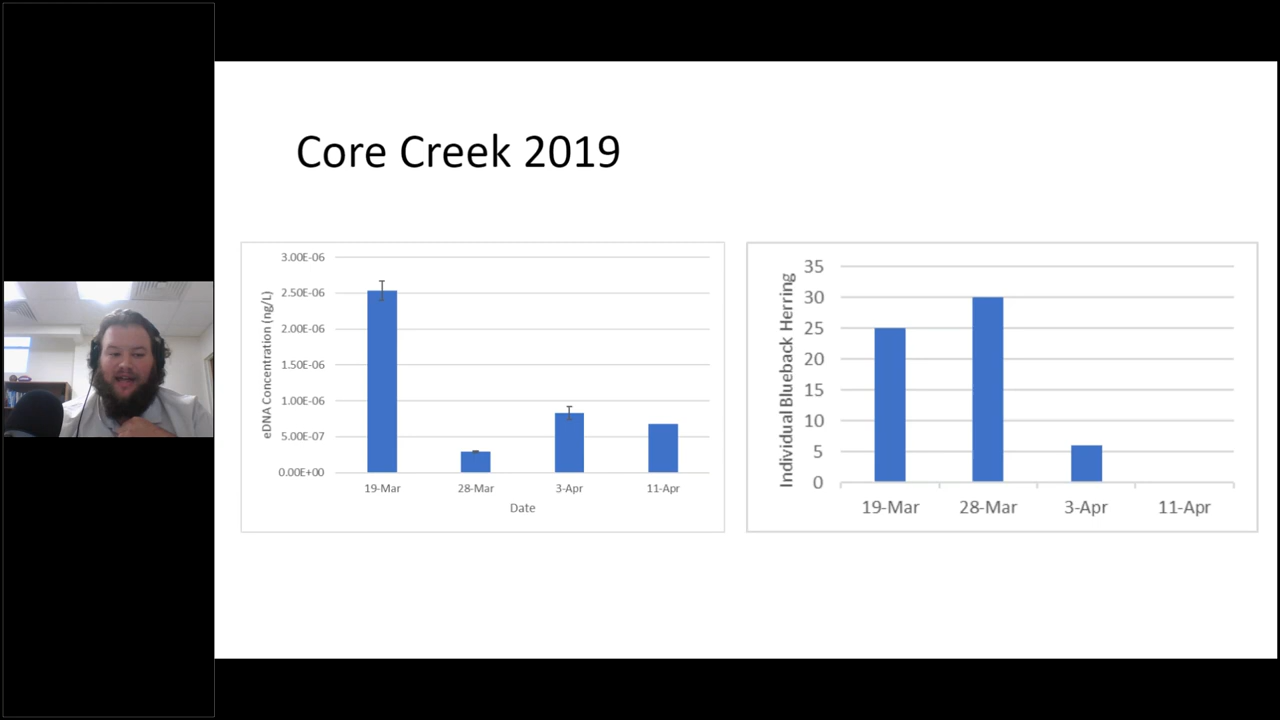 Core Creek 2019
eDNA Concentration (ng/L)
3.00E-06
2.50E-06
2.00E-06
1.50E-06
1.00E-06
5.00E-07
0.00E+00
19-Mar 28-Mar 3-Apr 11-Apr
Date
Individual Blueback Herring
35
30
25
20
15
10
5
0
19-Mar 28-Mar 3-Apr 11-Apr